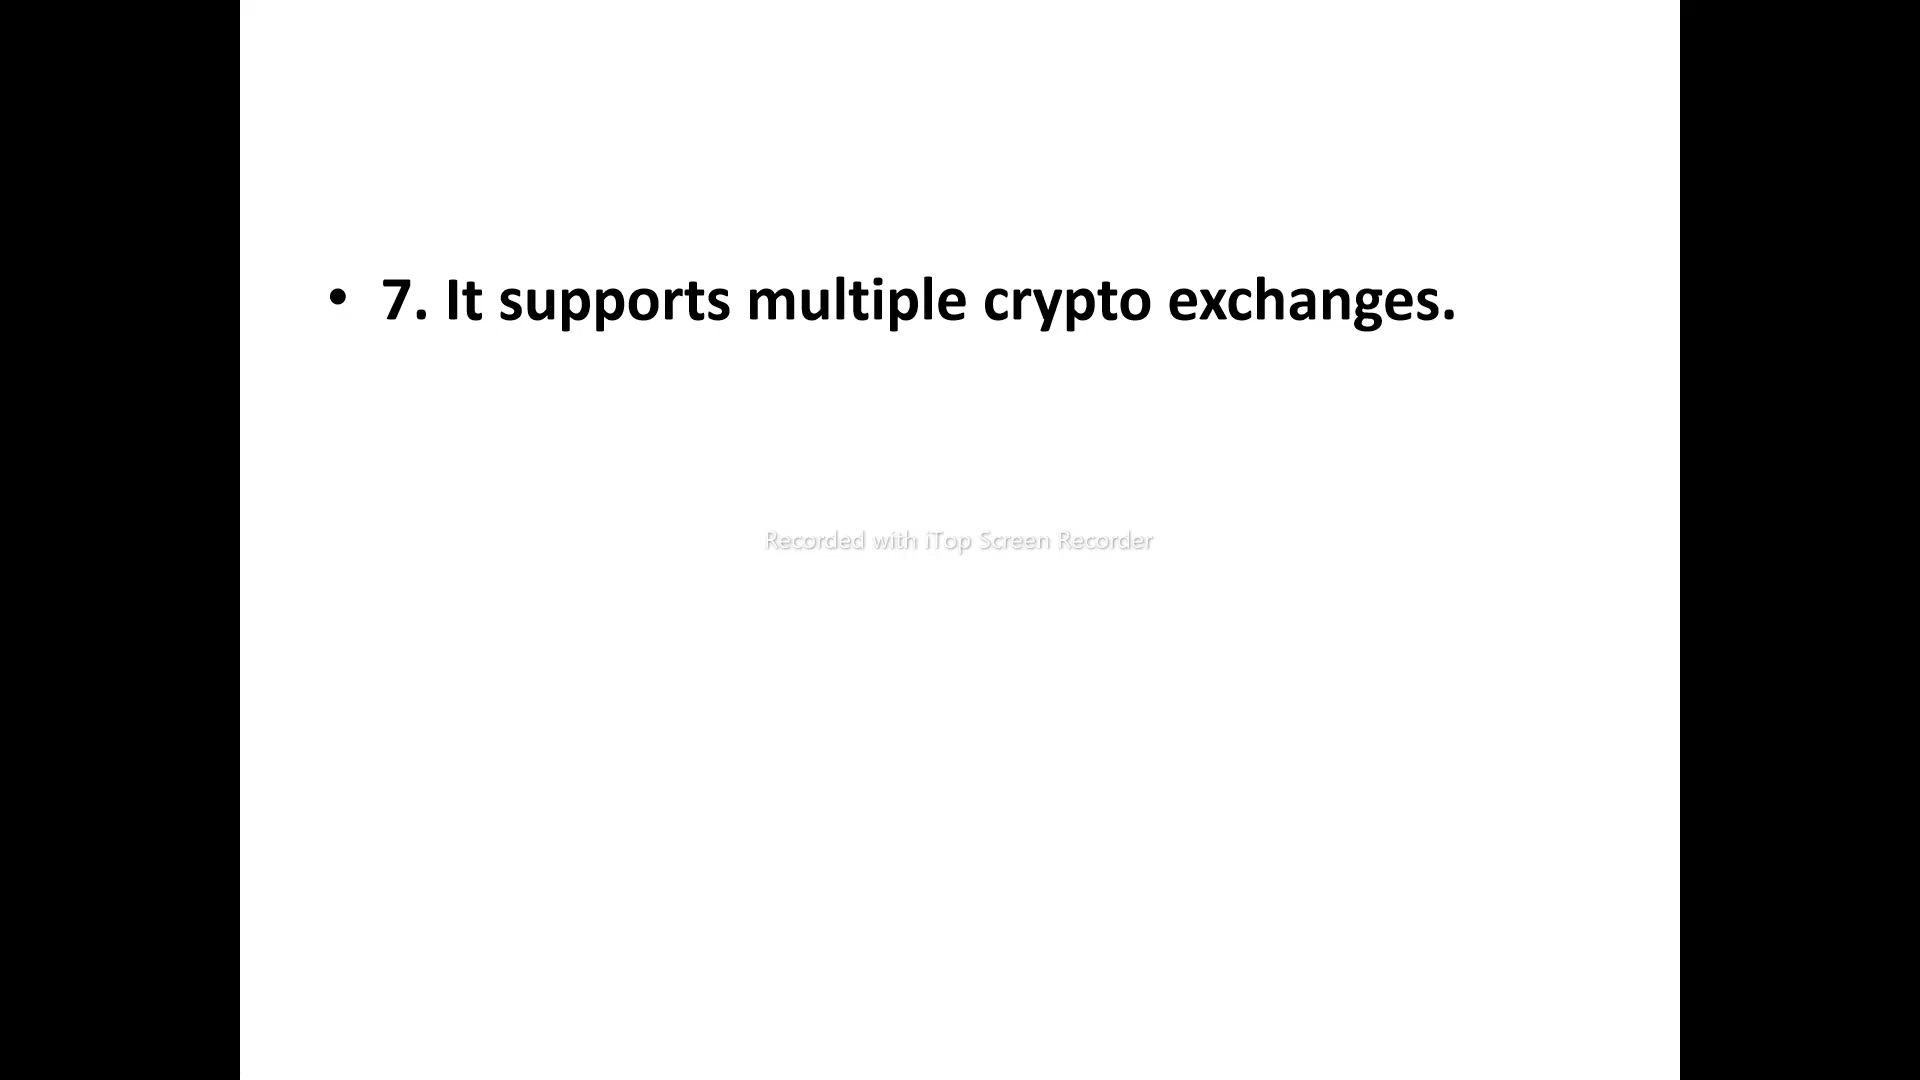 • 7. It supports multiple crypto exchanges.
Recorded with iTop Screen Recorder